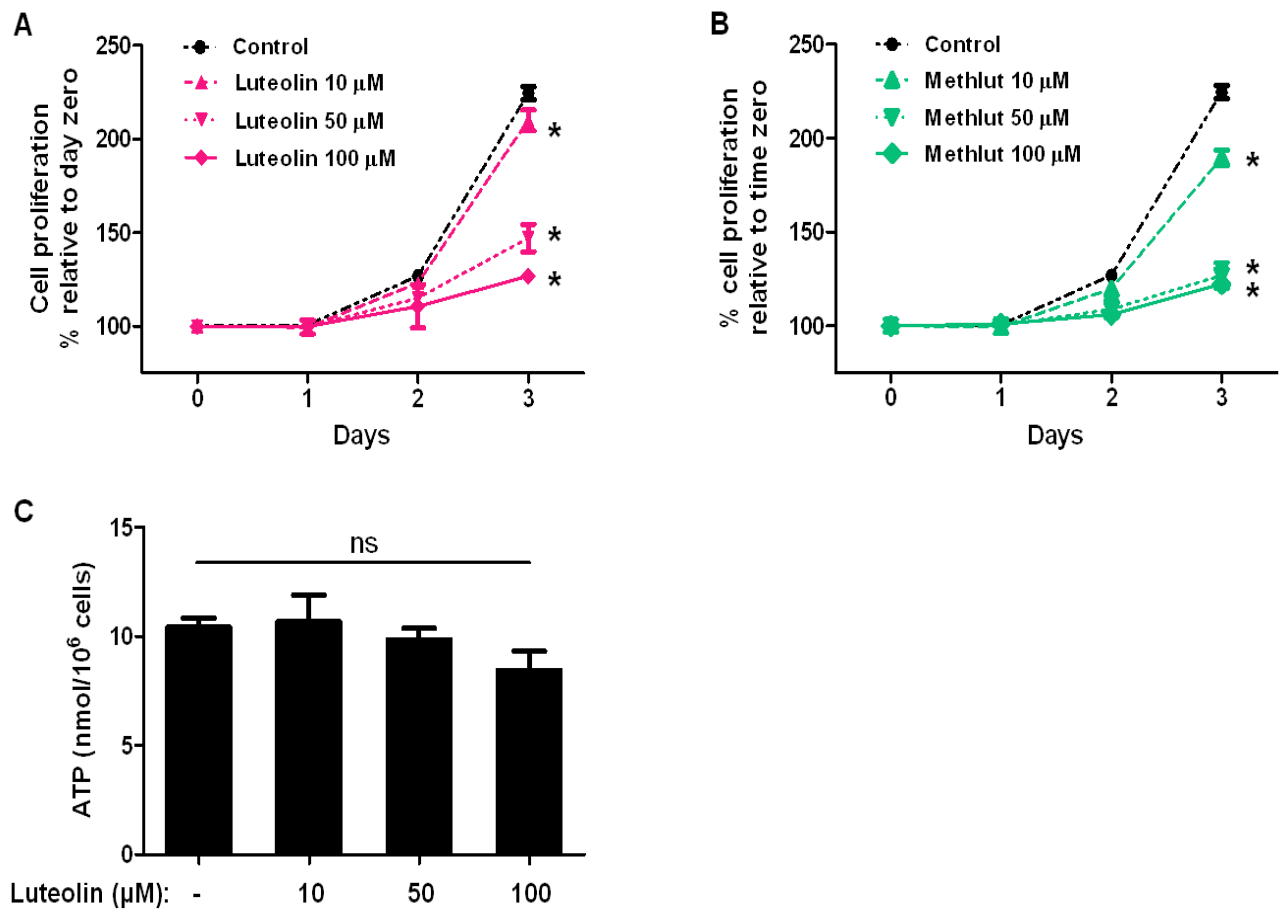 A
Cell proliferation
% relative to day zero
250
200
150
100
Control
Luteolin 10 µM
Luteolin 50 µM
Luteolin 100 µM
*
*
*
0 1 2 3
Days
B
% cell proliferation
relative to time zero
250
200
150
100
Control
Methlut 10 µM
Methlut 50 µM
Methlut 100 µM
*
*
*
0 1 2 3
Days
C
ATP (nmol/10⁶ cells)
15
10
5
0
ns
Luteolin (µM): - 10 50 100